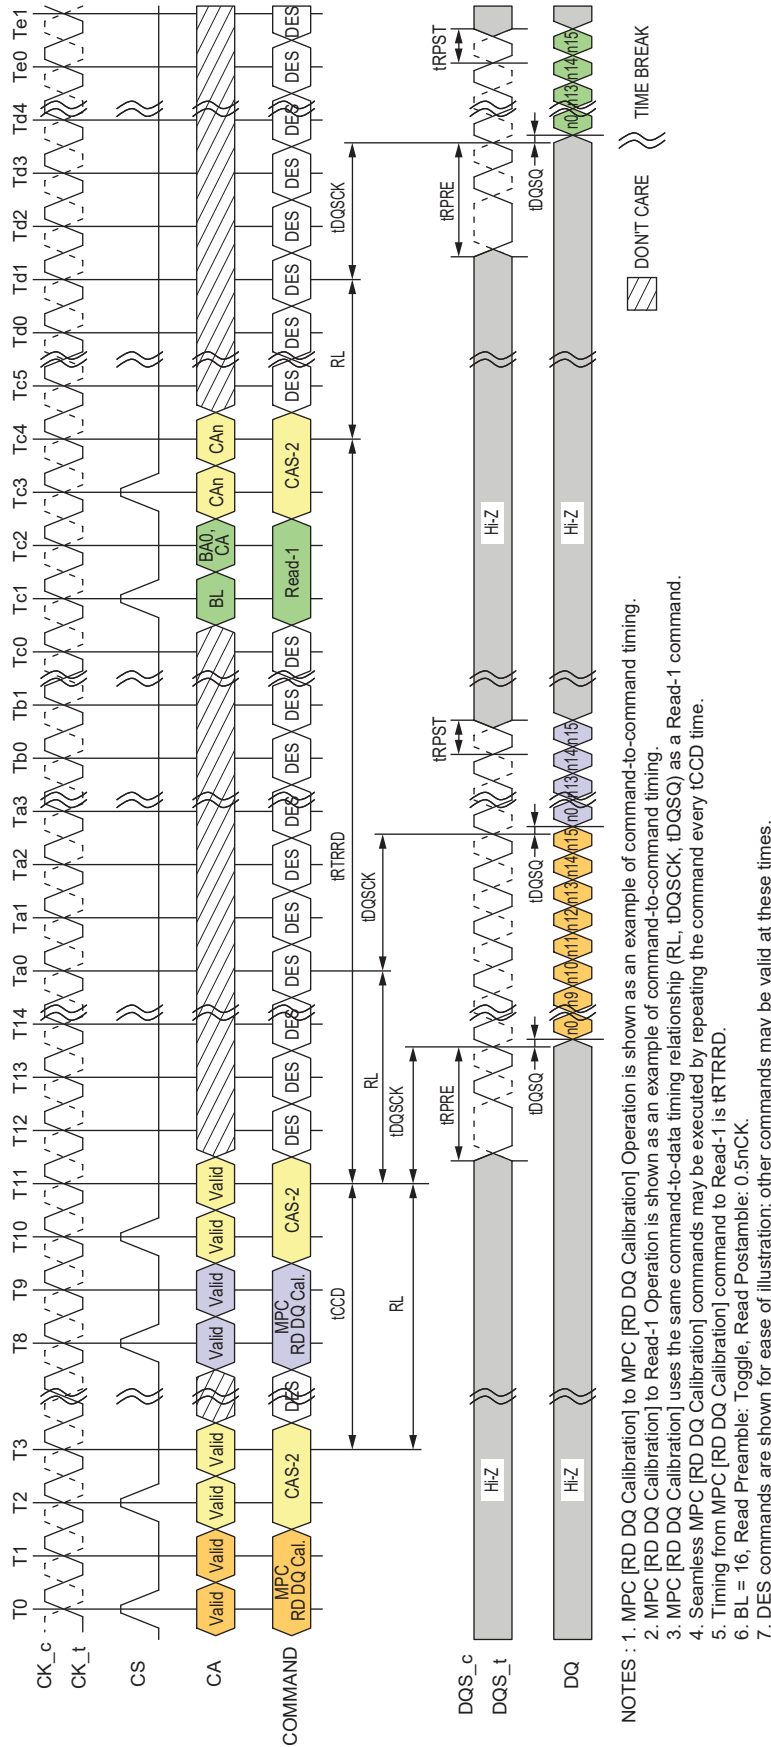 T0 T1 T2 T3 T8 T9 T10 T11 T12 T13 T14 Ta0 Ta1 Ta2 Ta3 Tb0 Tb1 Tc0 Tc1 Tc2 Tc3 Tc4 Tc5 Td0 Td1 Td2 Td3 Td4 Te0 Te1
CK_c
CK_t
CS
CA
Valid Valid Valid Valid Valid Valid Valid Valid BL BA0, CA CAn CAn
COMMAND
MPC RD DQ Cal. CAS-2 DES MPC RD DQ Cal. CAS-2 DES DES DES DES DES DES DES DES DES DES Read-1 CAS-2 DES DES DES DES DES DES DES DES
tCCD tRTRRD RL tDQSCK
RL tDQSCK
RL tDQSCK
tRPRE tRPST tRPRE tRPST
DQS_c
DQS_t
Hi-Z Hi-Z
tDQSQ tDQSQ tDQSQ
DQ
Hi-Z n0 n9 n10 n11 n12 n13 n14 n15 n0 n13 n14 n15 Hi-Z n0 n13 n14 n15
DON'T CARE TIME BREAK
NOTES : 1. MPC [RD DQ Calibration] to MPC [RD DQ Calibration] Operation is shown as an example of command-to-command timing.
2. MPC [RD DQ Calibration] to Read-1 Operation is shown as an example of command-to-command timing.
3. MPC [RD DQ Calibration] uses the same command-to-data timing relationship (RL, tDQSCK, tDQSQ) as a Read-1 command.
4. Seamless MPC [RD DQ Calibration] commands may be executed by repeating the command every tCCD time.
5. Timing from MPC [RD DQ Calibration] command to Read-1 is tRTRRD.
6. BL = 16, Read Preamble: Toggle, Read Postamble: 0.5nCK.
7. DES commands are shown for ease of illustration; other commands may be valid at these times.